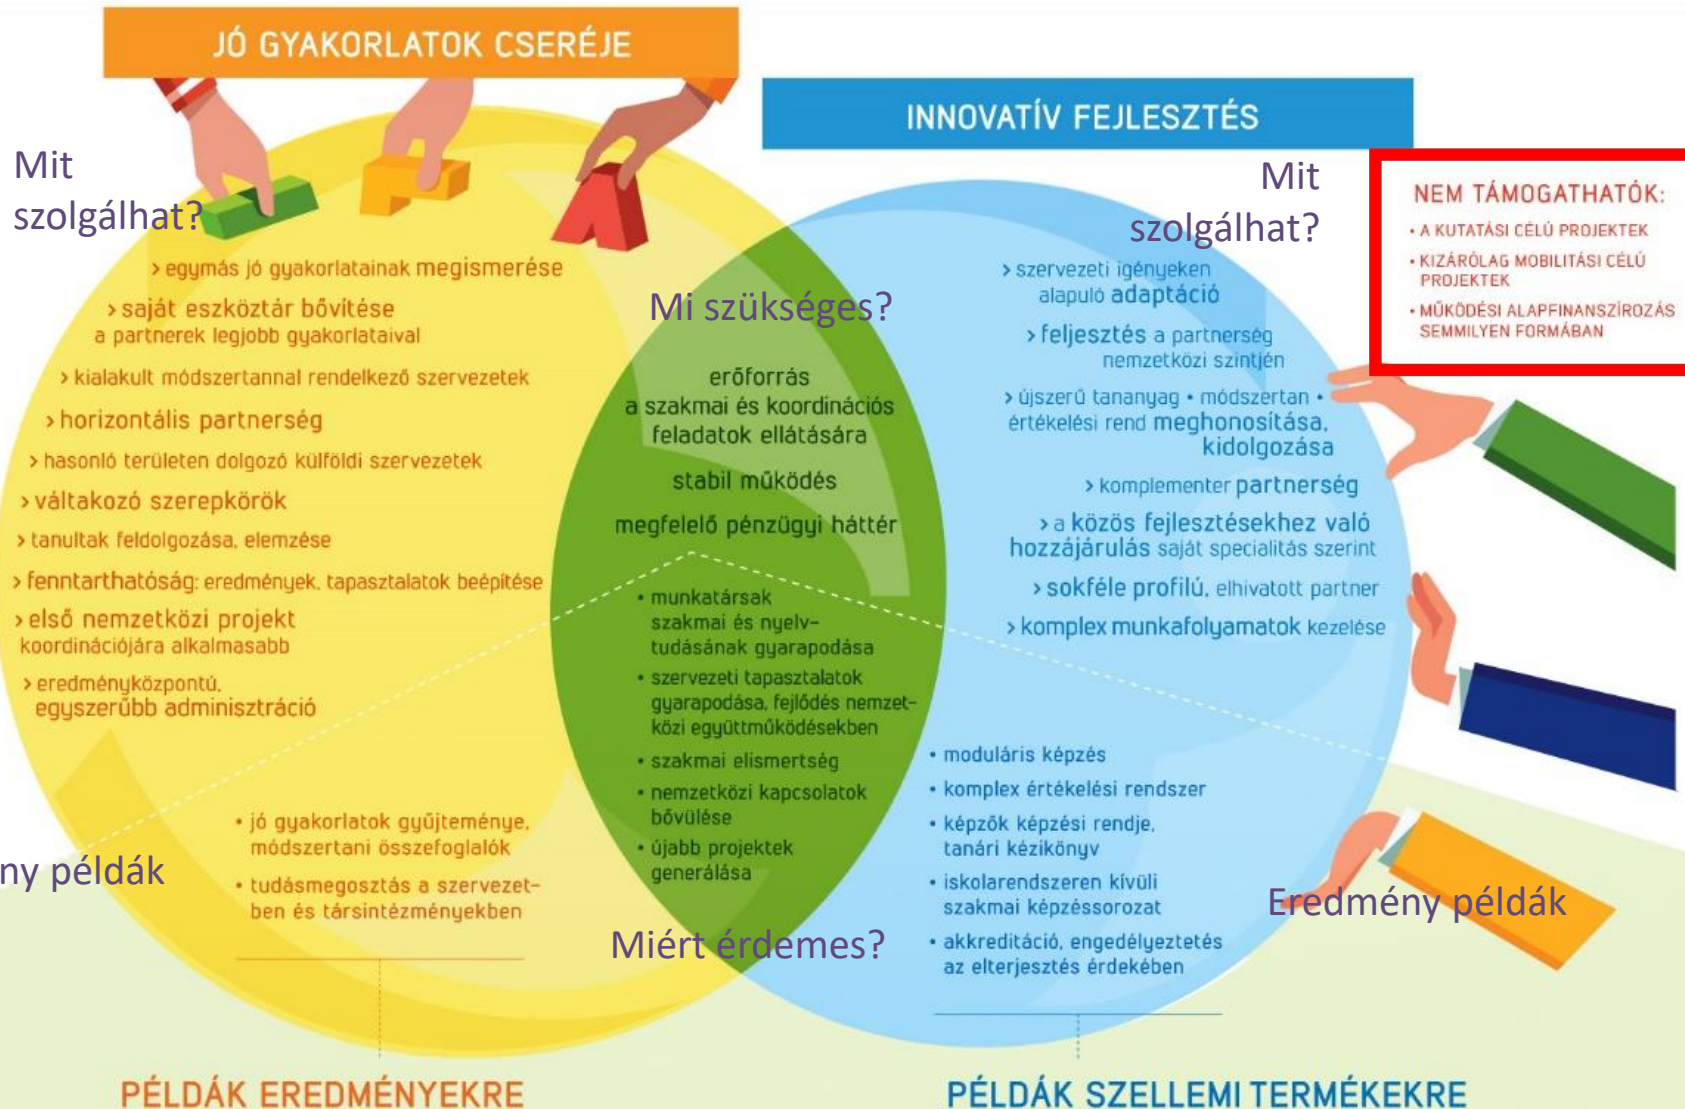 JÓ GYAKORLATOK CSERÉJE
Mit
szolgálhat?
> egymás jó gyakorlatainak megismerése
> saját eszköztár bővítése
a partnerek legjobb gyakorlataival
> kialakult módszertannal rendelkező szervezetek
> horizontális partnerség
> hasonló területen dolgozó külföldi szervezetek
> váltakozó szerepkörök
> tanultak feldolgozása, elemzése
> fenntarthatóság: eredmények, tapasztalatok beépítése
> első nemzetközi projekt
koordinációjára alkalmasabb
> eredményközpontú,
egyszerűbb adminisztráció
ny példák
• jó gyakorlatok gyűjteménye,
módszertani összefoglalók
• tudásmegosztás a szervezet-
ben és társintézményekben
PÉLDÁK EREDMÉNYEKRE
Mi szükséges?
erőforrás
a szakmai és koordinációs
feladatok ellátására
stabil működés
megfelelő pénzügyi háttér
• munkatársak
szakmai és nyelv-
tudásának gyarapodása
• szervezeti tapasztalatok
gyarapodása, fejlődés nemzet-
közi együttműködésekben
• szakmai elismertség
• nemzetközi kapcsolatok
bővülése
• újabb projektek
generálása
Miért érdemes?
INNOVATÍV FEJLESZTÉS
Mit
szolgálhat?
> szervezeti igényeken
alapuló adaptáció
> feljesztés a partnerség
nemzetközi szintjén
> újszerű tananyag • módszertan •
értékelési rend meghonosítása,
kidolgozása
> komplementer partnerség
> a közös fejlesztésekhez való
hozzájárulás saját specialitás szerint
> sokféle profilú, elhivatott partner
> komplex munkafolyamatok kezelése
• moduláris képzés
• komplex értékelési rendszer
• képzők képzési rendje,
tanári kézikönyv
• iskolarendszeren kívüli
szakmai képzéssorozat
• akkreditáció, engedélyeztetés
az elterjesztés érdekében
Eredmény példák
PÉLDÁK SZELLEMI TERMÉKEKRE
NEM TÁMOGATHATÓK:
• A KUTATÁSI CÉLÚ PROJEKTEK
• KIZÁRÓLAG MOBILITÁSI CÉLÚ
PROJEKTEK
• MŰKÖDÉSI ALAPFINANSZÍROZÁS
SEMMILYEN FORMÁBAN